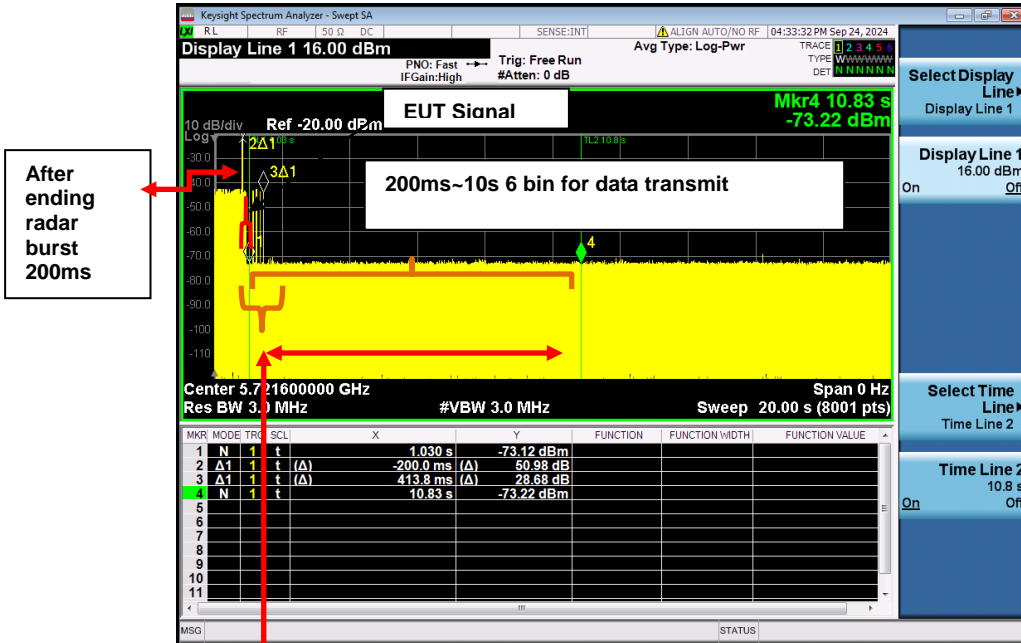 Keysight Spectrum Analyzer - Swept SA
RL RF 50 Ω DC SENSE:INT ALIGN AUTO/NO RF 04:33:32 PM Sep 24, 2024
Display Line 1 16.00 dBm
PNO: Fast
IFGain:High
Trig: Free Run
#Atten: 0 dB
Avg Type: Log-Pwr
TRACE 1 2 3 4 5 6
TYPE WWWWWW
DET N N N N N N
EUT Signal
Mkr4 10.83 s
-73.22 dBm
10 dB/div Ref -20.00 dBm
Log
2Δ1
TL2 10.8 s
3Δ1
200ms~10s 6 bin for data transmit
After
ending
radar
burst
200ms
-30.0
-50.0
-60.0
-70.0
-80.0
-90.0
-100
-110
1
4
Center 5.721600000 GHz
Span 0 Hz
Res BW 3.0 MHz
#VBW 3.0 MHz
Sweep 20.00 s (8001 pts)
MKR MODE TRC SCL X Y FUNCTION FUNCTION WIDTH FUNCTION VALUE
1 N 1 t 1.030 s -73.12 dBm
2 Δ1 1 t (Δ) -200.0 ms (Δ) 50.98 dB
3 Δ1 1 t (Δ) 413.8 ms (Δ) 28.68 dB
4 N 1 t 10.83 s -73.22 dBm
5
6
7
8
9
10
11
MSG STATUS
Select Display
Line
Display Line 1
Display Line 1
16.00 dBm
On Off
Select Time
Line
Time Line 2
Time Line 2
10.8 s
On Off